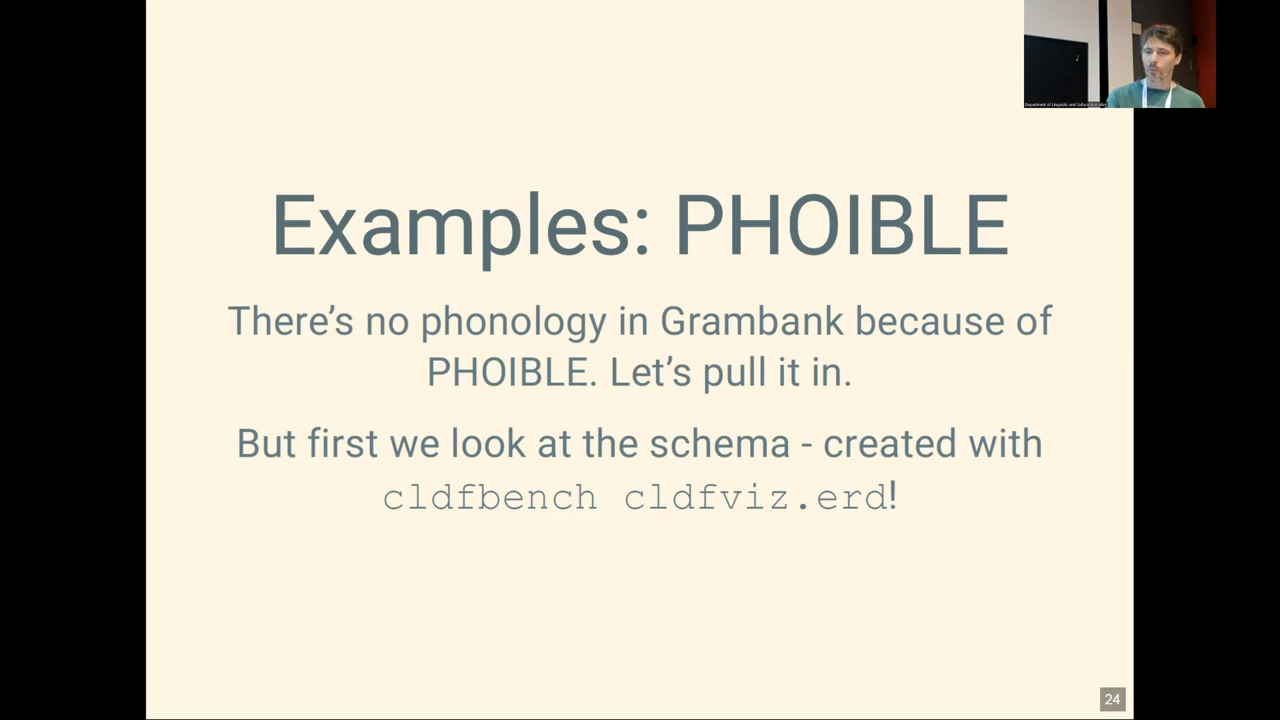 Examples: PHOIBLE
There’s no phonology in Grambank because of
PHOIBLE. Let’s pull it in.
But first we look at the schema - created with
cldfbench cldfviz.erd!
24